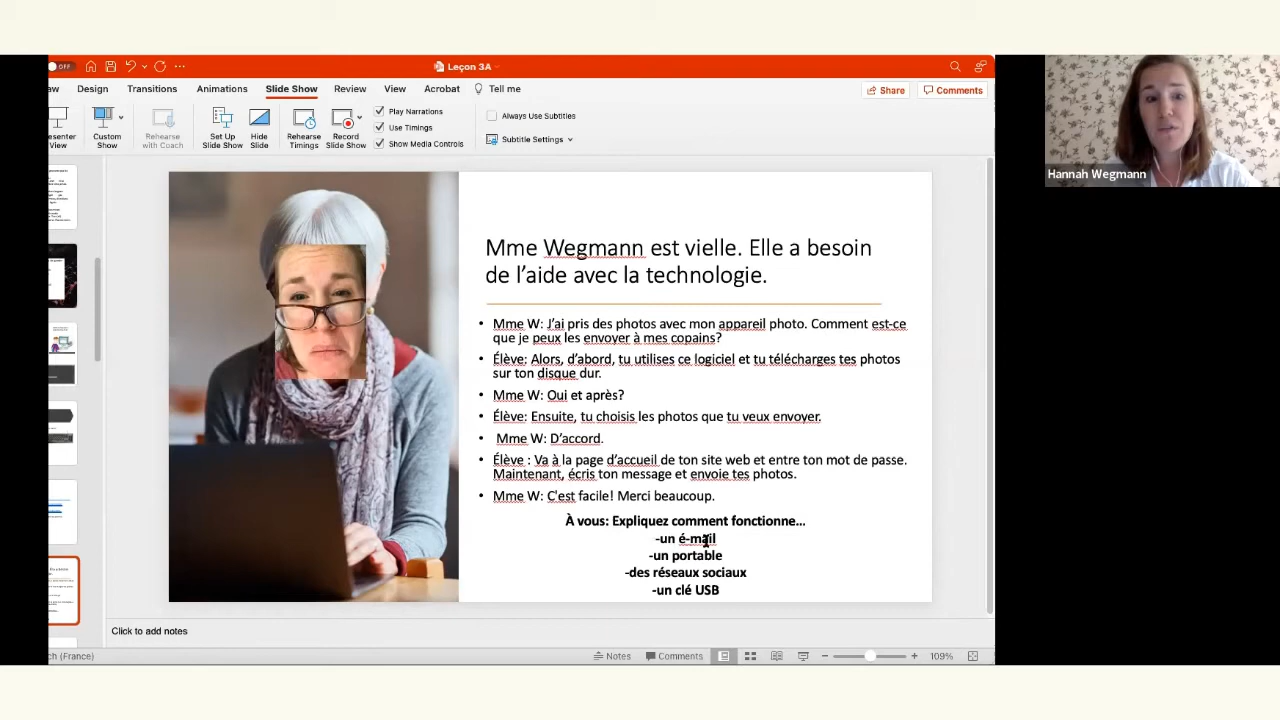 OFF
Leçon 3A
aw
Design
Transitions
Animations
Slide Show
Review
View
Acrobat
Tell me
Share
Comments
esenter
View
Custom
Show
Rehearse
with Coach
Set Up
Slide Show
Hide
Slide
Rehearse
Timings
Record
Slide Show
Play Narrations
Use Timings
Show Media Controls
Always Use Subtitles
Subtitle Settings
Hannah Wegmann
Mme Wegmann est vielle. Elle a besoin
de l'aide avec la technologie.
• Mme W: J'ai pris des photos avec mon appareil photo. Comment est-ce
que je peux les envoyer à mes copains?
• Élève: Alors, d'abord, tu utilises ce logiciel et tu télécharges tes photos
sur ton disque dur.
• Mme W: Oui et après?
• Élève: Ensuite, tu choisis les photos que tu veux envoyer.
• Mme W: D'accord.
• Élève : Va à la page d'accueil de ton site web et entre ton mot de passe.
Maintenant, écris ton message et envoie tes photos.
• Mme W: C'est facile! Merci beaucoup.
À vous: Expliquez comment fonctionne...
-un é-mail
-un portable
-des réseaux sociaux
-un clé USB
Click to add notes
ch (France)
Notes
Comments
109%